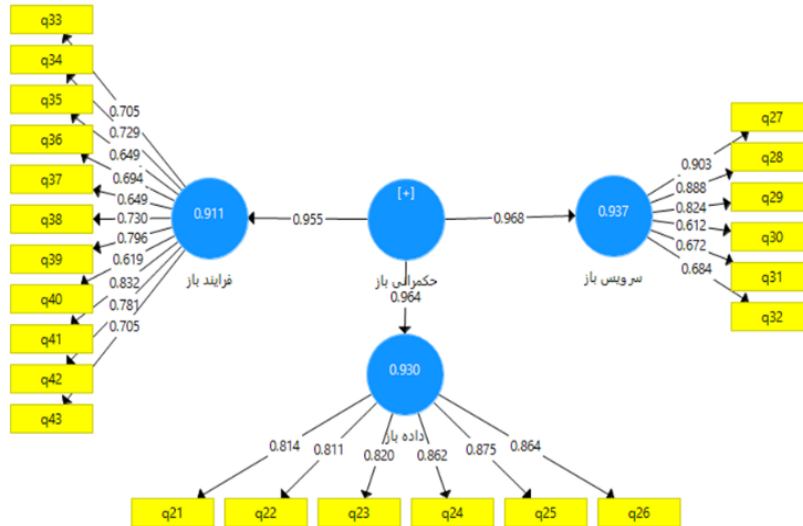 q33
q34
q35
q36
q37
q38
q39
q40
q41
q42
q43
0.705
0.729
0.649
0.694
0.649
0.730
0.796
0.619
0.832
0.781
0.705
0.911
فرایند باز
0.955
[+]
حکمرانی باز
0.968
0.964
0.937
سرویس باز
0.903
0.888
0.824
0.612
0.672
0.684
q27
q28
q29
q30
q31
q32
0.930
داده باز
0.814
0.811
0.820
0.862
0.875
0.864
q21
q22
q23
q24
q25
q26